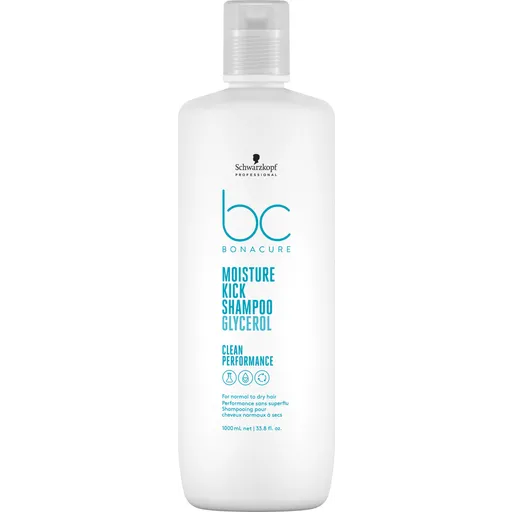 Schwarzkopf
PROFESSIONAL
bc
BONACURE
MOISTURE
KICK
SHAMPOO
GLYCEROL
CLEAN
PERFORMANCE
For normal to dry hair
Performance sans superflu
Shampooing pour
cheveux normaux à secs
1000 mL net | 33.8 fl. oz.